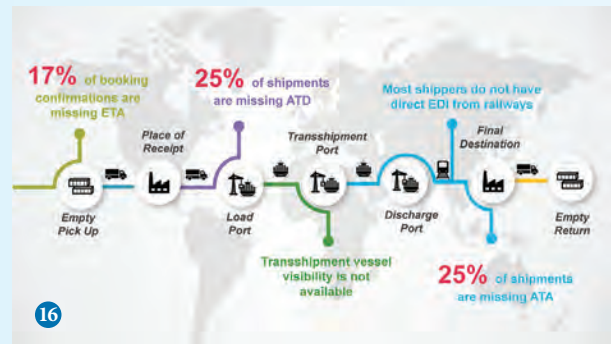 17% of booking
confirmations are
missing ETA
25% of shipments
are missing ATD
Most shippers do not have
direct EDI from railways
Place of
Receipt
Transshipment
Port
Final
Destination
Empty
Pick Up
Load
Port
Discharge
Port
Empty
Return
Transshipment vessel
visibility is not
available
25% of shipments
are missing ATA
16